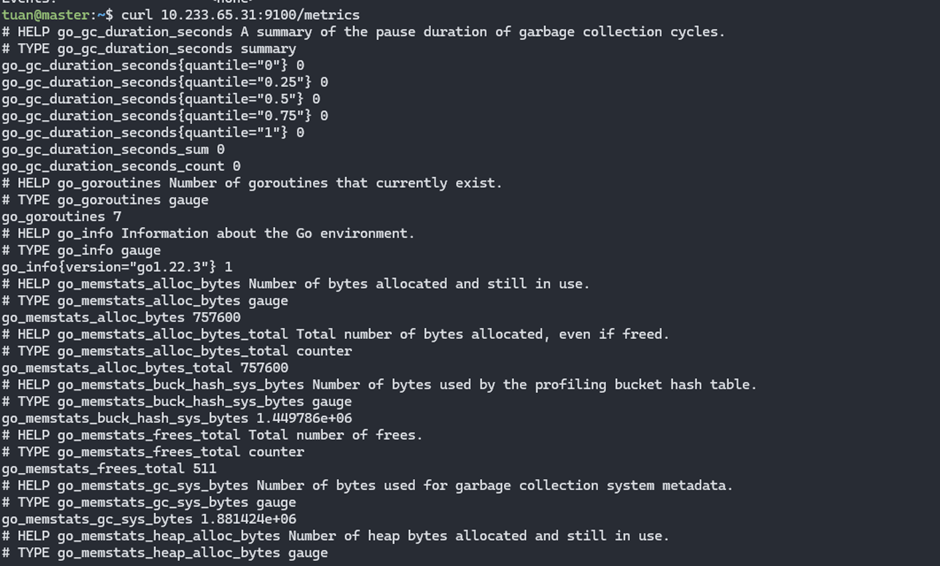 Events:              <none>
tuan@master:~$ curl 10.233.65.31:9100/metrics
# HELP go_gc_duration_seconds A summary of the pause duration of garbage collection cycles.
# TYPE go_gc_duration_seconds summary
go_gc_duration_seconds{quantile="0"} 0
go_gc_duration_seconds{quantile="0.25"} 0
go_gc_duration_seconds{quantile="0.5"} 0
go_gc_duration_seconds{quantile="0.75"} 0
go_gc_duration_seconds{quantile="1"} 0
go_gc_duration_seconds_sum 0
go_gc_duration_seconds_count 0
# HELP go_goroutines Number of goroutines that currently exist.
# TYPE go_goroutines gauge
go_goroutines 7
# HELP go_info Information about the Go environment.
# TYPE go_info gauge
go_info{version="go1.22.3"} 1
# HELP go_memstats_alloc_bytes Number of bytes allocated and still in use.
# TYPE go_memstats_alloc_bytes gauge
go_memstats_alloc_bytes 757600
# HELP go_memstats_alloc_bytes_total Total number of bytes allocated, even if freed.
# TYPE go_memstats_alloc_bytes_total counter
go_memstats_alloc_bytes_total 757600
# HELP go_memstats_buck_hash_sys_bytes Number of bytes used by the profiling bucket hash table.
# TYPE go_memstats_buck_hash_sys_bytes gauge
go_memstats_buck_hash_sys_bytes 1.449786e+06
# HELP go_memstats_frees_total Total number of frees.
# TYPE go_memstats_frees_total counter
go_memstats_frees_total 511
# HELP go_memstats_gc_sys_bytes Number of bytes used for garbage collection system metadata.
# TYPE go_memstats_gc_sys_bytes gauge
go_memstats_gc_sys_bytes 1.881424e+06
# HELP go_memstats_heap_alloc_bytes Number of heap bytes allocated and still in use.
# TYPE go_memstats_heap_alloc_bytes gauge